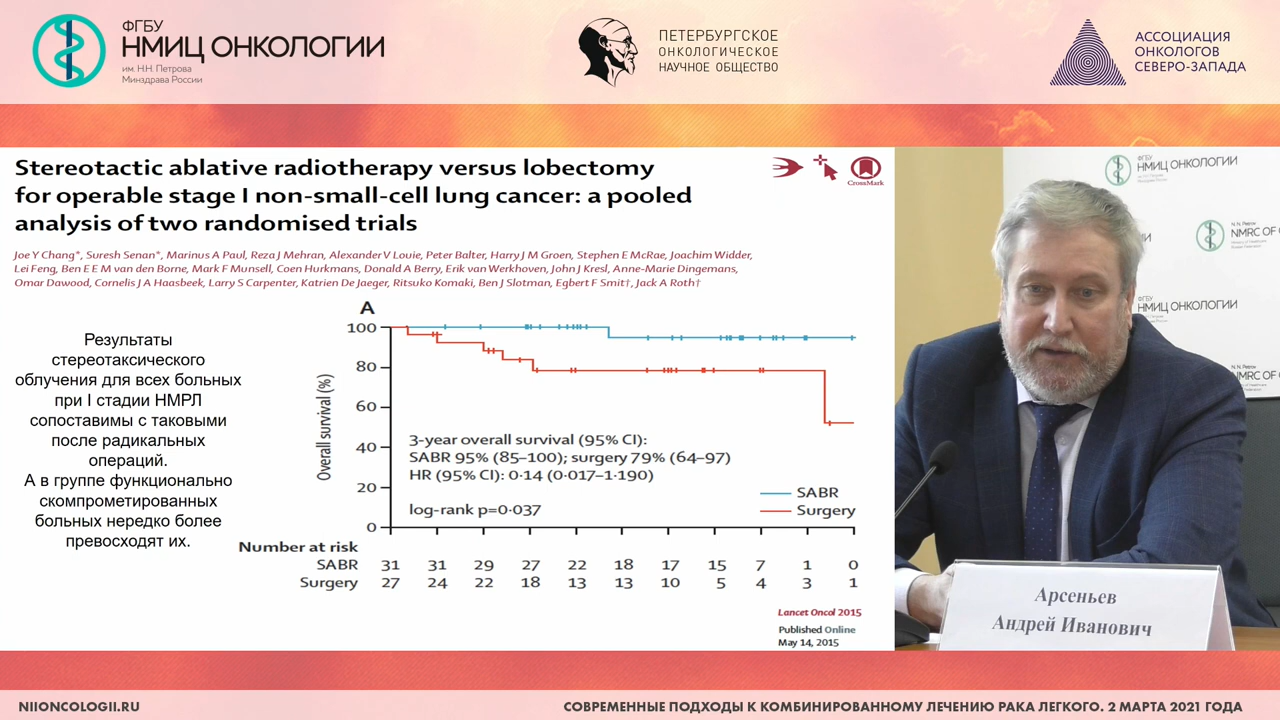 ФГБУ
НМИЦ ОНКОЛОГИИ
им. Н.Н. Петрова
Минздрава России
ПЕТЕРБУРГСКОЕ
ОНКОЛОГИЧЕСКОЕ
НАУЧНОЕ ОБЩЕСТВО
АССОЦИАЦИЯ
ОНКОЛОГОВ
СЕВЕРО-ЗАПАДА
Stereotactic ablative radiotherapy versus lobectomy
for operable stage I non-small-cell lung cancer: a pooled
analysis of two randomised trials
CrossMark
Joe Y Chang*, Suresh Senan*, Marinus A Paul, Reza J Mehran, Alexander V Louie, Peter Balter, Harry J M Groen, Stephen E McRae, Joachim Widder,
Lei Feng, Ben E E M van den Borne, Mark F Munsell, Coen Hurkmans, Donald A Berry, Erik van Werkhoven, John J Kresl, Anne-Marie Dingemans,
Omar Dawood, Cornelis J A Haasbeek, Larry S Carpenter, Katrien De Jaeger, Ritsuko Komaki, Ben J Slotman, Egbert F Smit†, Jack A Roth†
Результаты
стереотаксического
облучения для всех больных
при I стадии НМРЛ
сопоставимы с таковыми
после радикальных
операций.
А в группе функционально
скомпрометированных
больных нередко более
превосходят их.
A
Overall survival (%)
100
80
60
40
20
0
3-year overall survival (95% CI):
SABR 95% (85–100); surgery 79% (64–97)
HR (95% CI): 0·14 (0·017–1·190)
log-rank p=0·037
SABR
Surgery
Number at risk
SABR 31 31 29 27 22 18 17 15 7 1 0
Surgery 27 24 22 18 13 13 10 5 4 3 1
Lancet Oncol 2015
Published Online
May 14, 2015
ФГБУ
НМИЦ ОНКОЛОГИИ
ИИ
N.N. Petrov
NMRC OF O
ФГБУ
НМИЦ ОНКОЛОГИИ
N.N. Petrov
NMRC OF O
Арсеньев
Андрей Иванович
NIIONCOLOGII.RU
СОВРЕМЕННЫЕ ПОДХОДЫ К КОМБИНИРОВАННОМУ ЛЕЧЕНИЮ РАКА ЛЕГКОГО. 2 МАРТА 2021 ГОДА